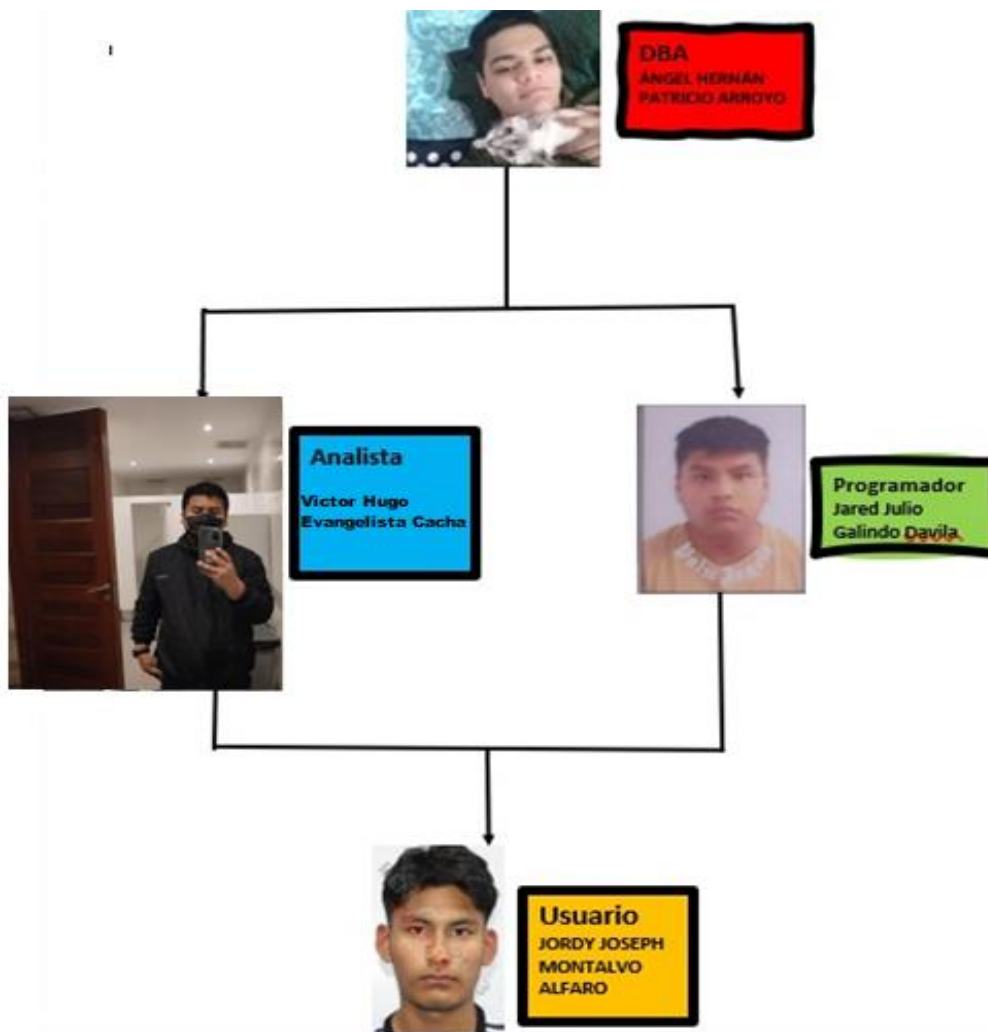 DBA
ÁNGEL HERNÁN
PATRICIO ARROYO
Analista
Victor Hugo
Evangelista Cacha
Programador
Jared Julio
Galindo Davila
Usuario
JORDY JOSEPH
MONTALVO
ALFARO